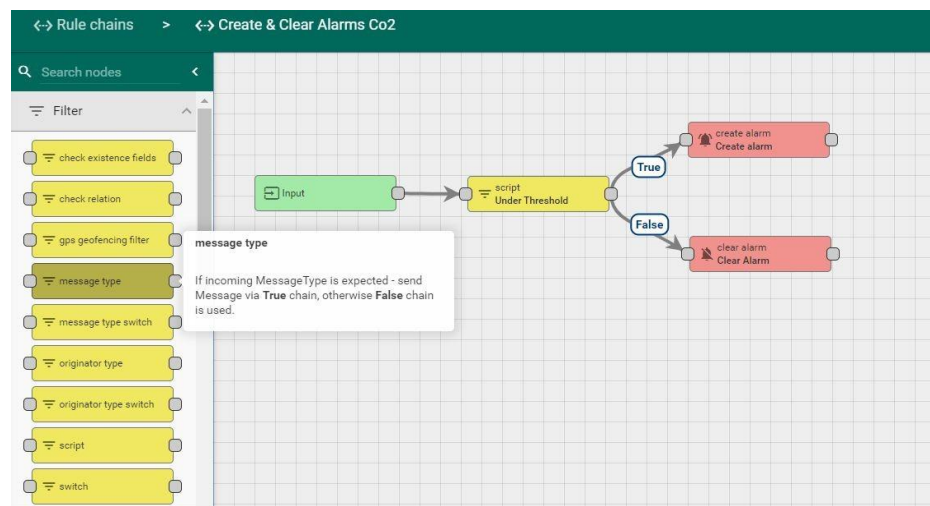 Rule chains > Create & Clear Alarms Co2
Search nodes
Filter
check existence fields
check relation
gps geofencing filter
message type
message type switch
originator type
originator type switch
script
switch
message type
If incoming MessageType is expected - send
Message via True chain, otherwise False chain
is used.
Input
script
Under Threshold
True
False
create alarm
Create alarm
clear alarm
Clear Alarm